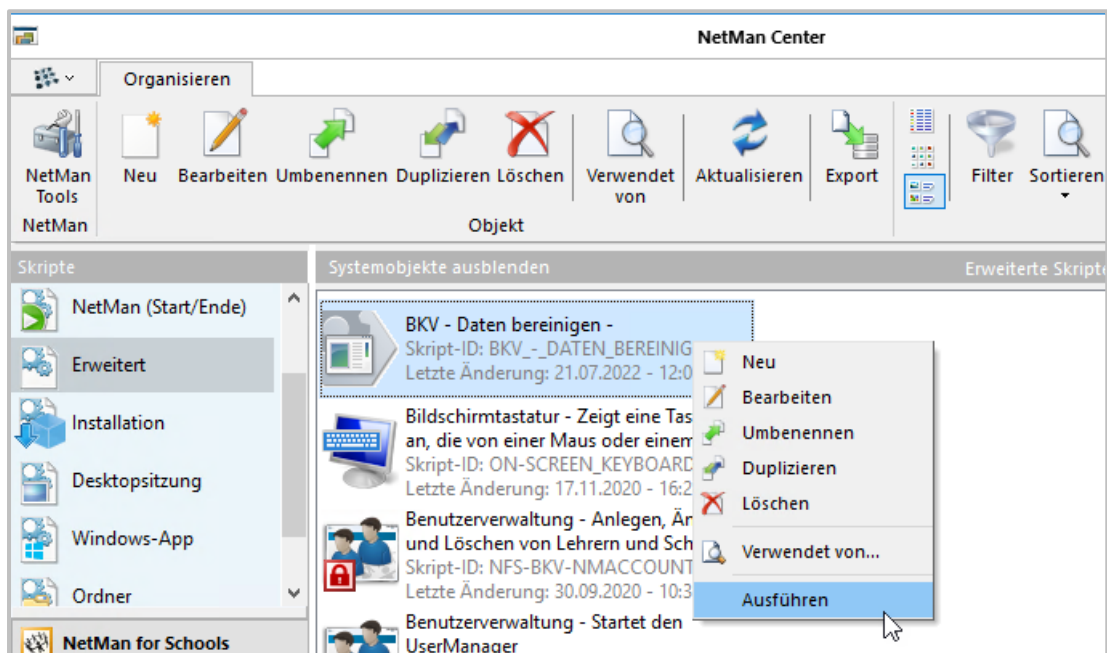 NetMan Center
Organisieren
NetMan
Tools
Neu
Bearbeiten
Umbenennen
Duplizieren
Löschen
Verwendet
von
Aktualisieren
Export
Filter
Sortieren
NetMan
Objekt
Skripte
NetMan (Start/Ende)
Erweitert
Installation
Desktopsitzung
Windows-App
Ordner
NetMan for Schools
Systemobjekte ausblenden
Erweiterte Skripte
BKV - Daten bereinigen -
Skript-ID: BKV_-_DATEN_BEREINIG
Letzte Änderung: 21.07.2022 - 12:0
Bildschirmtastatur - Zeigt eine Tas
an, die von einer Maus oder einem
Skript-ID: ON-SCREEN_KEYBOARD
Letzte Änderung: 17.11.2020 - 16:2
Benutzerverwaltung - Anlegen, Än
und Löschen von Lehrern und Sch
Skript-ID: NFS-BKV-NMACCOUNT
Letzte Änderung: 30.09.2020 - 10:3
Benutzerverwaltung - Startet den
UserManager
Neu
Bearbeiten
Umbenennen
Duplizieren
Löschen
Verwendet von...
Ausführen